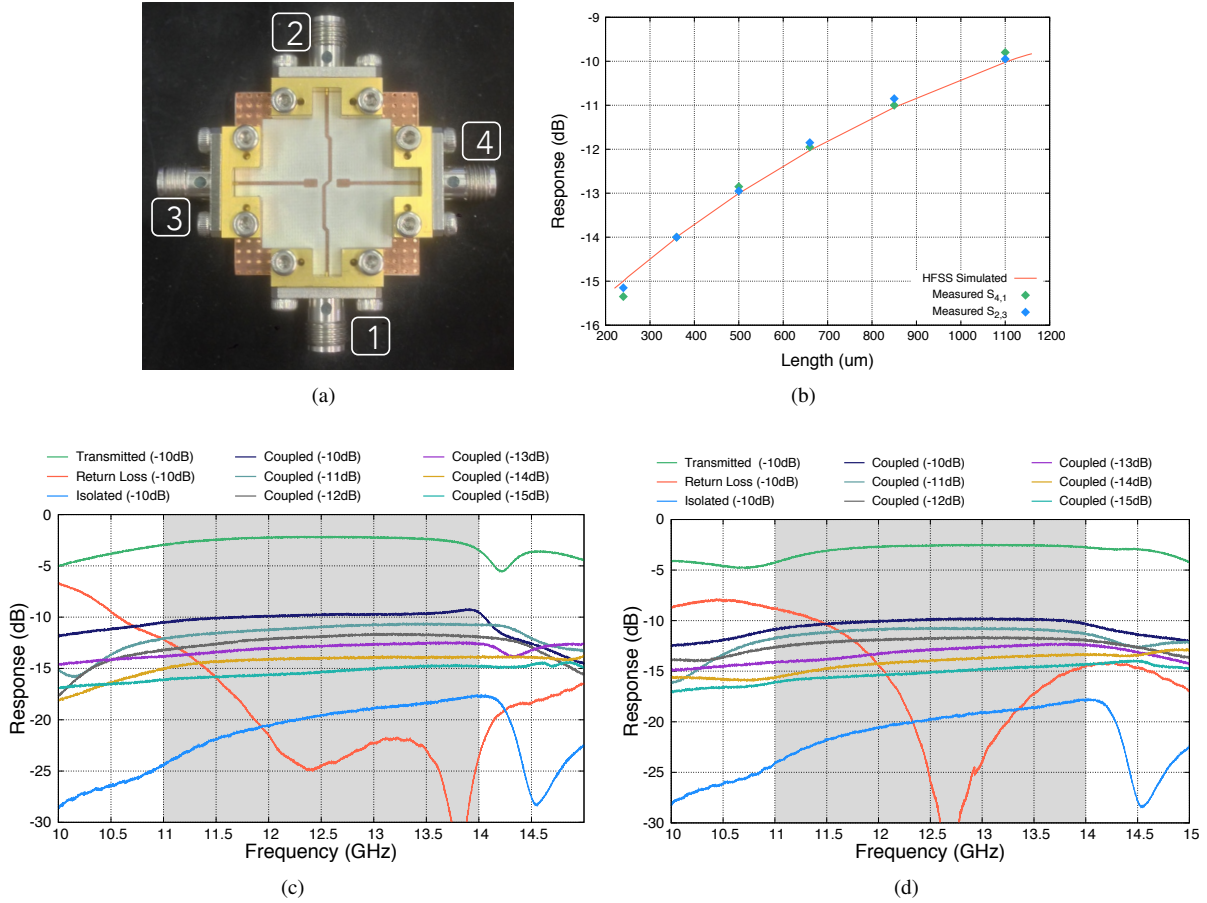 2
4
3
1
(a)
-9
-10
-11
-12
-13
-14
-15
-16
Response (dB)
HFSS Simulated
Measured S4,1
Measured S2,3
200 300 400 500 600 700 800 900 1000 1100 1200
Length (um)
(b)
Transmitted (-10dB) Coupled (-10dB) Coupled (-13dB)
Return Loss (-10dB) Coupled (-11dB) Coupled (-14dB)
Isolated (-10dB) Coupled (-12dB) Coupled (-15dB)
0
-5
-10
-15
-20
-25
-30
Response (dB)
10 10.5 11 11.5 12 12.5 13 13.5 14 14.5
Frequency (GHz)
(c)
Transmitted (-10dB) Coupled (-10dB) Coupled (-13dB)
Return Loss (-10dB) Coupled (-11dB) Coupled (-14dB)
Isolated (-10dB) Coupled (-12dB) Coupled (-15dB)
0
-5
-10
-15
-20
-25
-30
Response (dB)
10 10.5 11 11.5 12 12.5 13 13.5 14 14.5 15
Frequency (GHz)
(d)